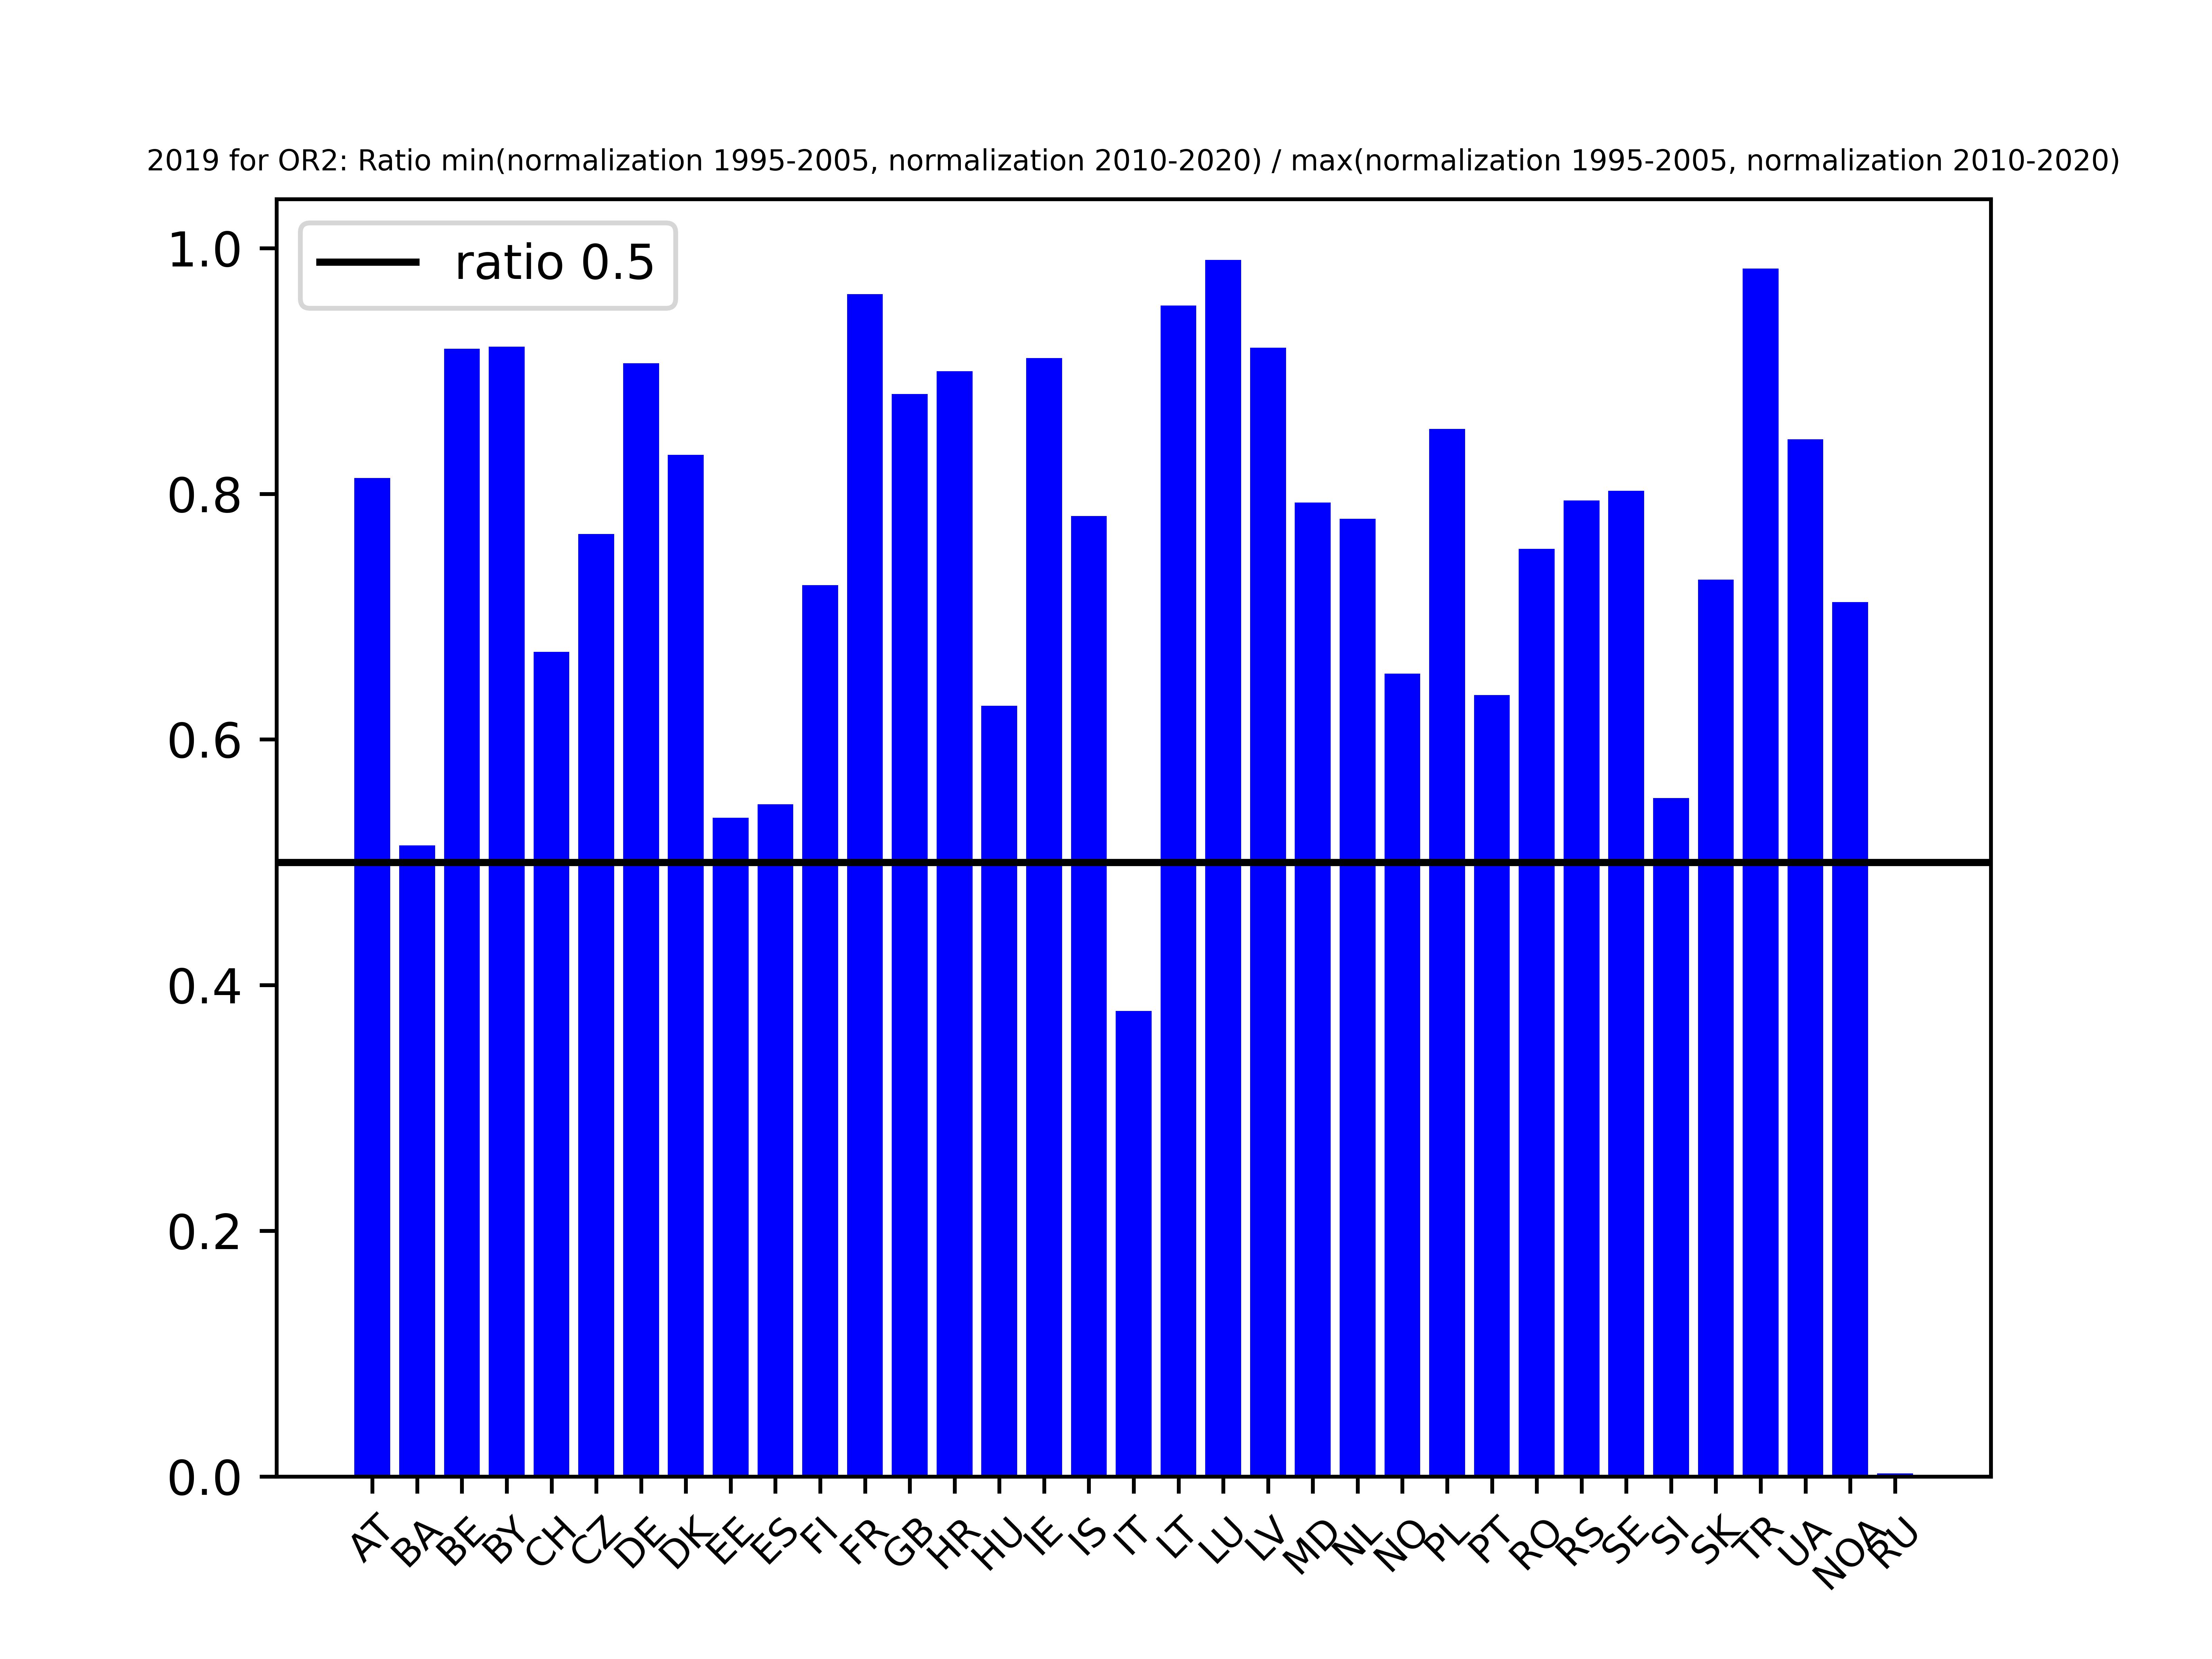 2019 for OR2: Ratio min(normalization 1995-2005, normalization 2010-2020) / max(normalization 1995-2005, normalization 2010-2020)
ratio 0.5
1.0
0.8
0.6
0.4
0.2
0.0
AT BA BE BY CH CZ DE DK EE ES FI FR GB HR HU IE IS IT LT LU LV MD NL NO PL PT RO RS SE SI SK TR UA NOA RU